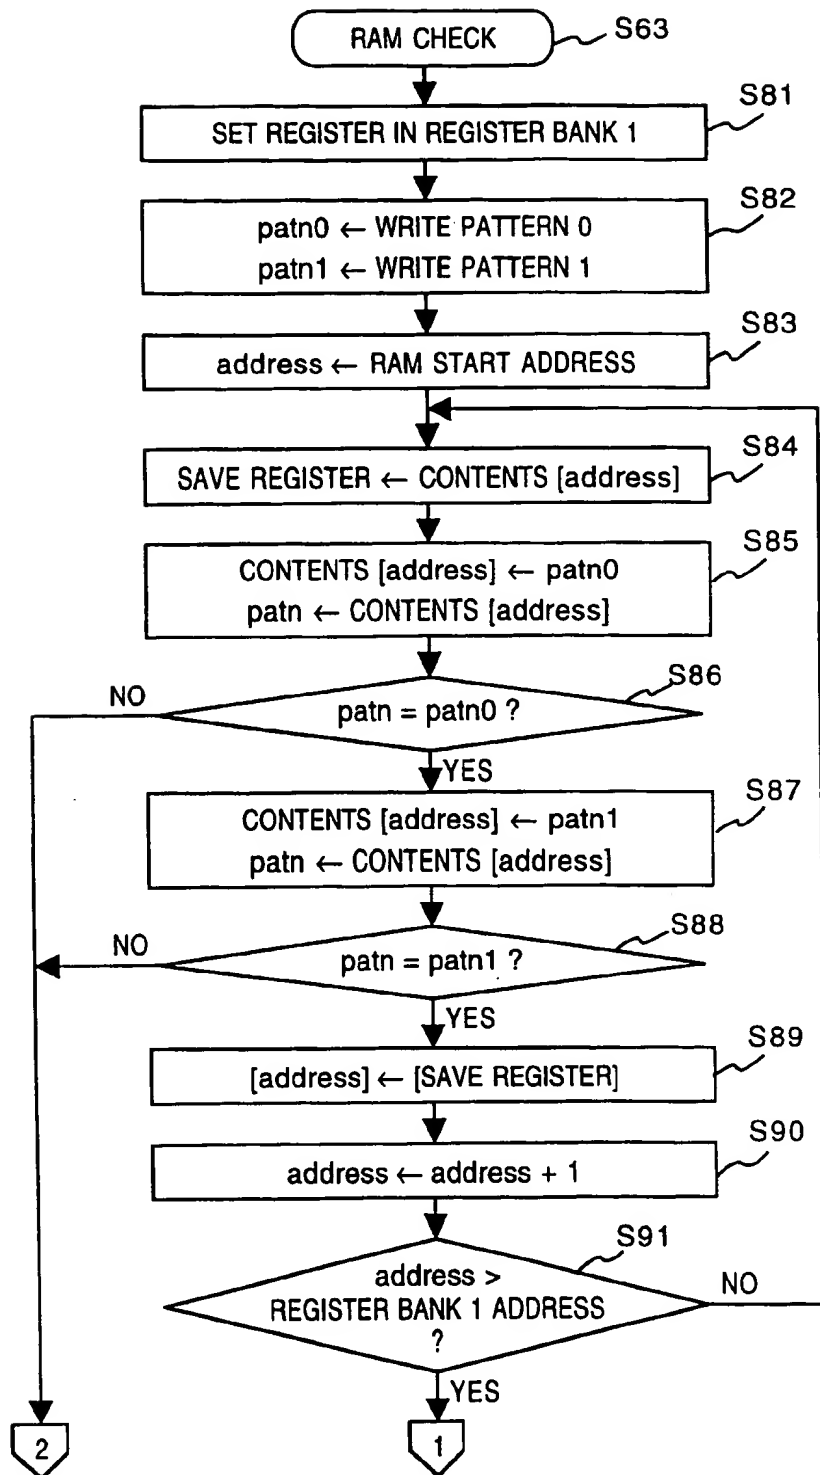 RAM CHECK
S63
S81
SET REGISTER IN REGISTER BANK 1
S82
patn0 ← WRITE PATTERN 0
patn1 ← WRITE PATTERN 1
S83
address ← RAM START ADDRESS
S84
SAVE REGISTER ← CONTENTS [address]
S85
CONTENTS [address] ← patn0
patn ← CONTENTS [address]
S86
NO
patn = patn0 ?
YES
S87
CONTENTS [address] ← patn1
patn ← CONTENTS [address]
S88
NO
patn = patn1 ?
YES
S89
[address] ← [SAVE REGISTER]
S90
address ← address + 1
S91
address >
REGISTER BANK 1 ADDRESS
?
NO
YES
2
1